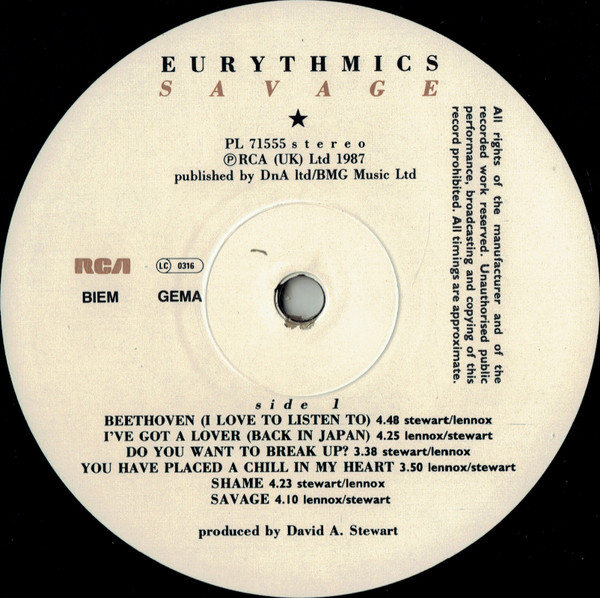 EURYTHMICS
SAVAGE
PL 71555 stereo
ⓅRCA (UK) Ltd 1987
published by DnA ltd/BMG Music Ltd
All rights of the manufacturer and of the
recorded work reserved. Unauthorised public
performance, broadcasting and copying of this
record prohibited. All timings are approximate.
RCA
LC 0316
BIEM GEMA
side 1
BEETHOVEN (I LOVE TO LISTEN TO) 4.48 stewart/lennox
I'VE GOT A LOVER (BACK IN JAPAN) 4.25 lennox/stewart
DO YOU WANT TO BREAK UP? 3.38 stewart/lennox
YOU HAVE PLACED A CHILL IN MY HEART 3.50 lennox/stewart
SHAME 4.23 stewart/lennox
SAVAGE 4.10 lennox/stewart
produced by David A. Stewart